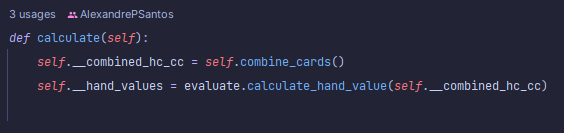 3 usages AlexandrePSantos
def calculate(self):
    self.__combined_hc_cc = self.combine_cards()
    self.__hand_values = evaluate.calculate_hand_value(self.__combined_hc_cc)